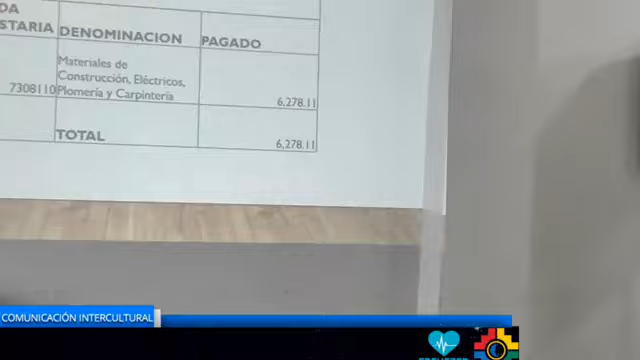 DA
STARIA DENOMINACION PAGADO
Materiales de
Construcción, Eléctricos,
7308110 Plomería y Carpintería 6,278.11
TOTAL 6,278.11
COMUNICACIÓN INTERCULTURAL